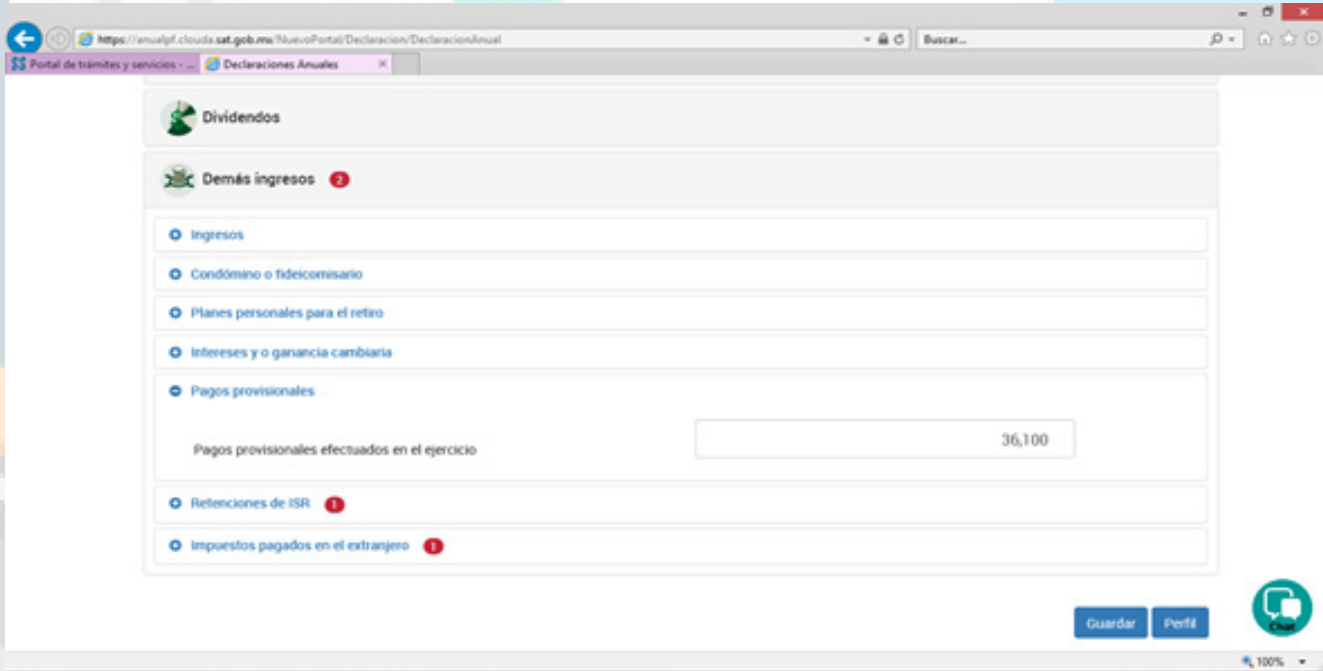 https://anualpf.clouda.sat.gob.mx/NuevoPortal/Declaracion/DeclaracionAnual
Buscar...
Portal de trámites y servicios - ...
Declaraciones Anuales
Dividendos
Demás ingresos 2
Ingresos
Condómino o fideicomisario
Planes personales para el retiro
Intereses y o ganancia cambiaria
Pagos provisionales
Pagos provisionales efectuados en el ejercicio 36,100
Retenciones de ISR 1
Impuestos pagados en el extranjero 1
Guardar Perfil
Chat
100%